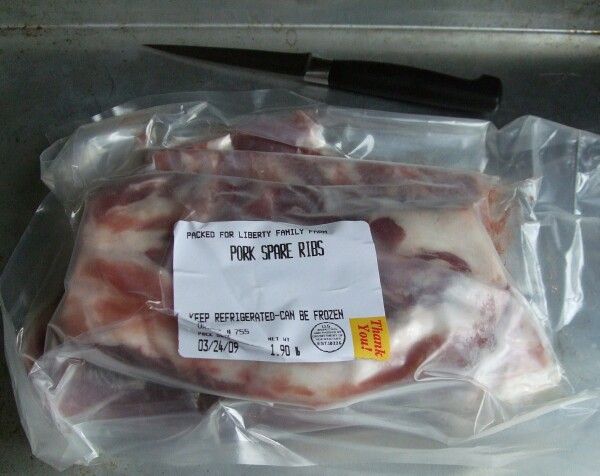 PACKED FOR LIBERTY FAMILY FARM
PORK SPARE RIBS
KEEP REFRIGERATED-CAN BE FROZEN
# 755
NET WT
03/24/09 1.90 lb
Thank
You!